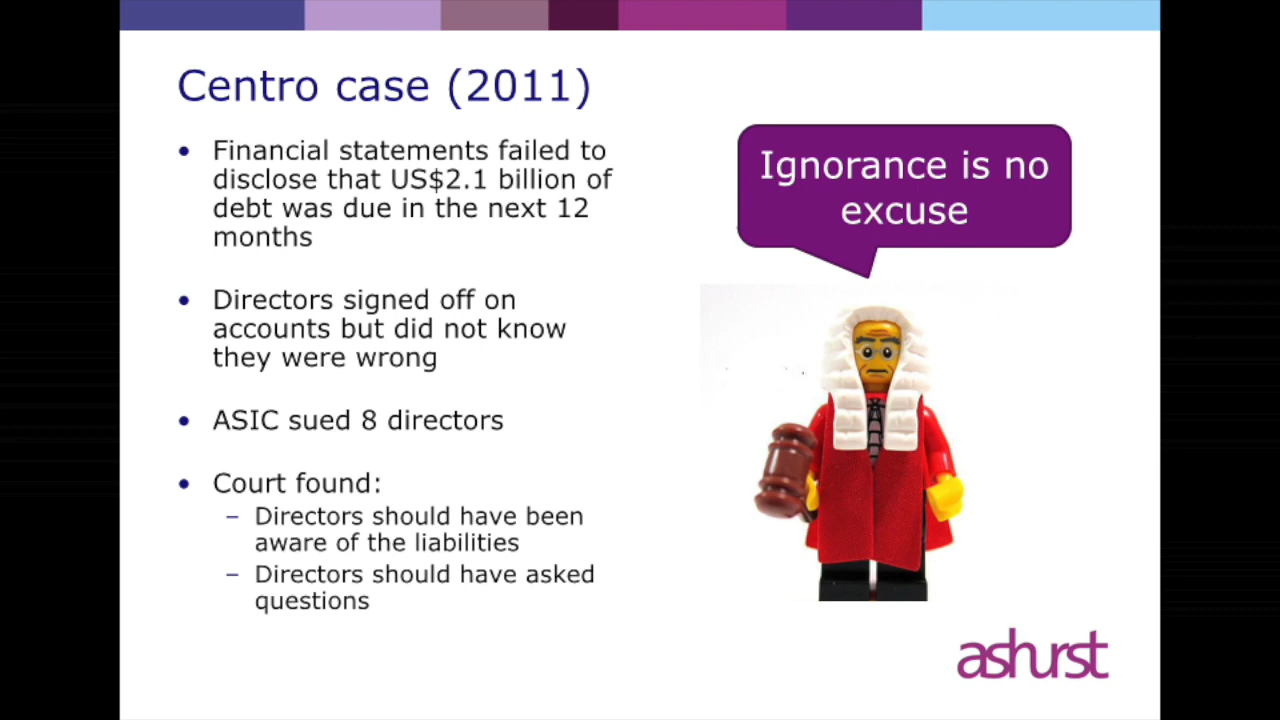 Centro case (2011)
• Financial statements failed to
disclose that US$2.1 billion of
debt was due in the next 12
months
• Directors signed off on
accounts but did not know
they were wrong
• ASIC sued 8 directors
• Court found:
– Directors should have been
aware of the liabilities
– Directors should have asked
questions
Ignorance is no
excuse
ashurst